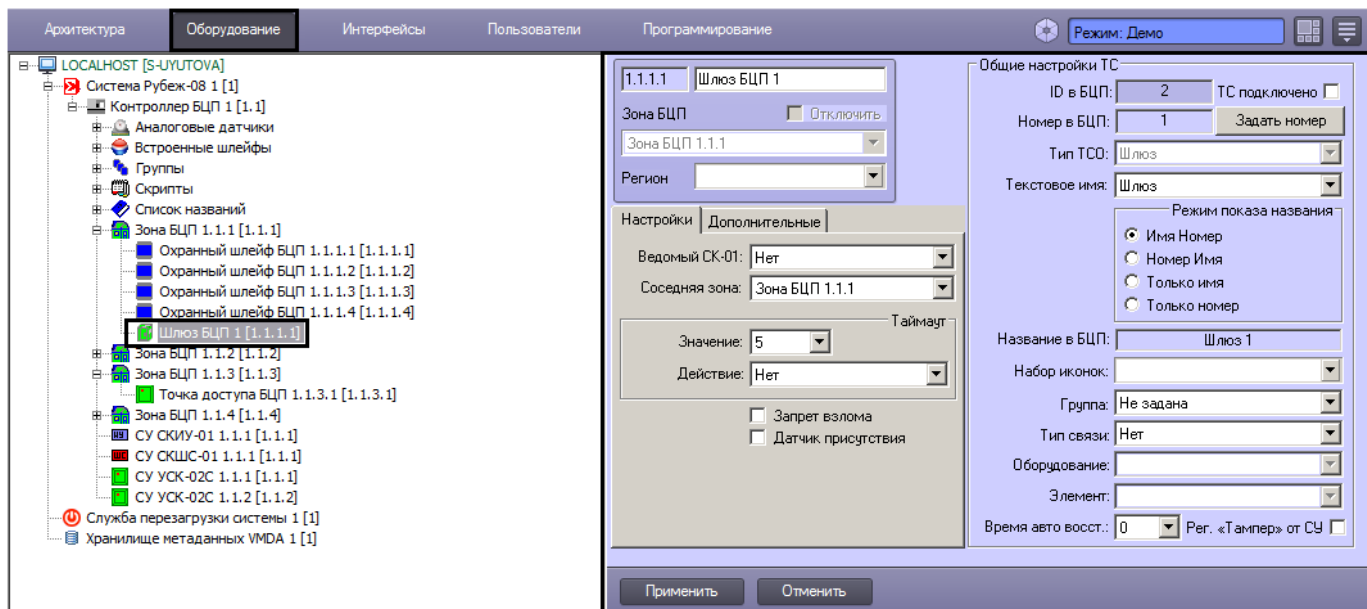 Архитектура Оборудование Интерфейсы Пользователи Программирование Режим: Демо
LOCALHOST [S-UYUTOVA]
Система Рубеж-08 1 [1]
Контроллер БЦП 1 [1.1]
Аналоговые датчики
Встроенные шлейфы
Группы
Скрипты
Список названий
Зона БЦП 1.1.1 [1.1.1]
Охранный шлейф БЦП 1.1.1.1 [1.1.1.1]
Охранный шлейф БЦП 1.1.1.2 [1.1.1.2]
Охранный шлейф БЦП 1.1.1.3 [1.1.1.3]
Охранный шлейф БЦП 1.1.1.4 [1.1.1.4]
Шлюз БЦП 1 [1.1.1.1]
Зона БЦП 1.1.2 [1.1.2]
Зона БЦП 1.1.3 [1.1.3]
Точка доступа БЦП 1.1.3.1 [1.1.3.1]
Зона БЦП 1.1.4 [1.1.4]
СУ СКИУ-01 1.1.1 [1.1.1]
СУ СКШС-01 1.1.1 [1.1.1]
СУ УСК-02С 1.1.1 [1.1.1]
СУ УСК-02С 1.1.2 [1.1.2]
Служба перезагрузки системы 1 [1]
Хранилище метаданных VMDA 1 [1]
1.1.1.1 Шлюз БЦП 1
Зона БЦП Отключить
Зона БЦП 1.1.1
Регион
Настройки Дополнительные
Ведомый СК-01: Нет
Соседняя зона: Зона БЦП 1.1.1
Таймаут
Значение: 5
Действие: Нет
Запрет взлома
Датчик присутствия
Общие настройки ТС
ID в БЦП: 2 ТС подключено
Номер в БЦП: 1 Задать номер
Тип ТСО: Шлюз
Текстовое имя: Шлюз
Режим показа названия
Имя Номер
Номер Имя
Только имя
Только номер
Название в БЦП: Шлюз 1
Набор иконок:
Группа: Не задана
Тип связи: Нет
Оборудование:
Элемент:
Время авто восст.: 0 Рег. «Тампер» от СУ
Применить Отменить